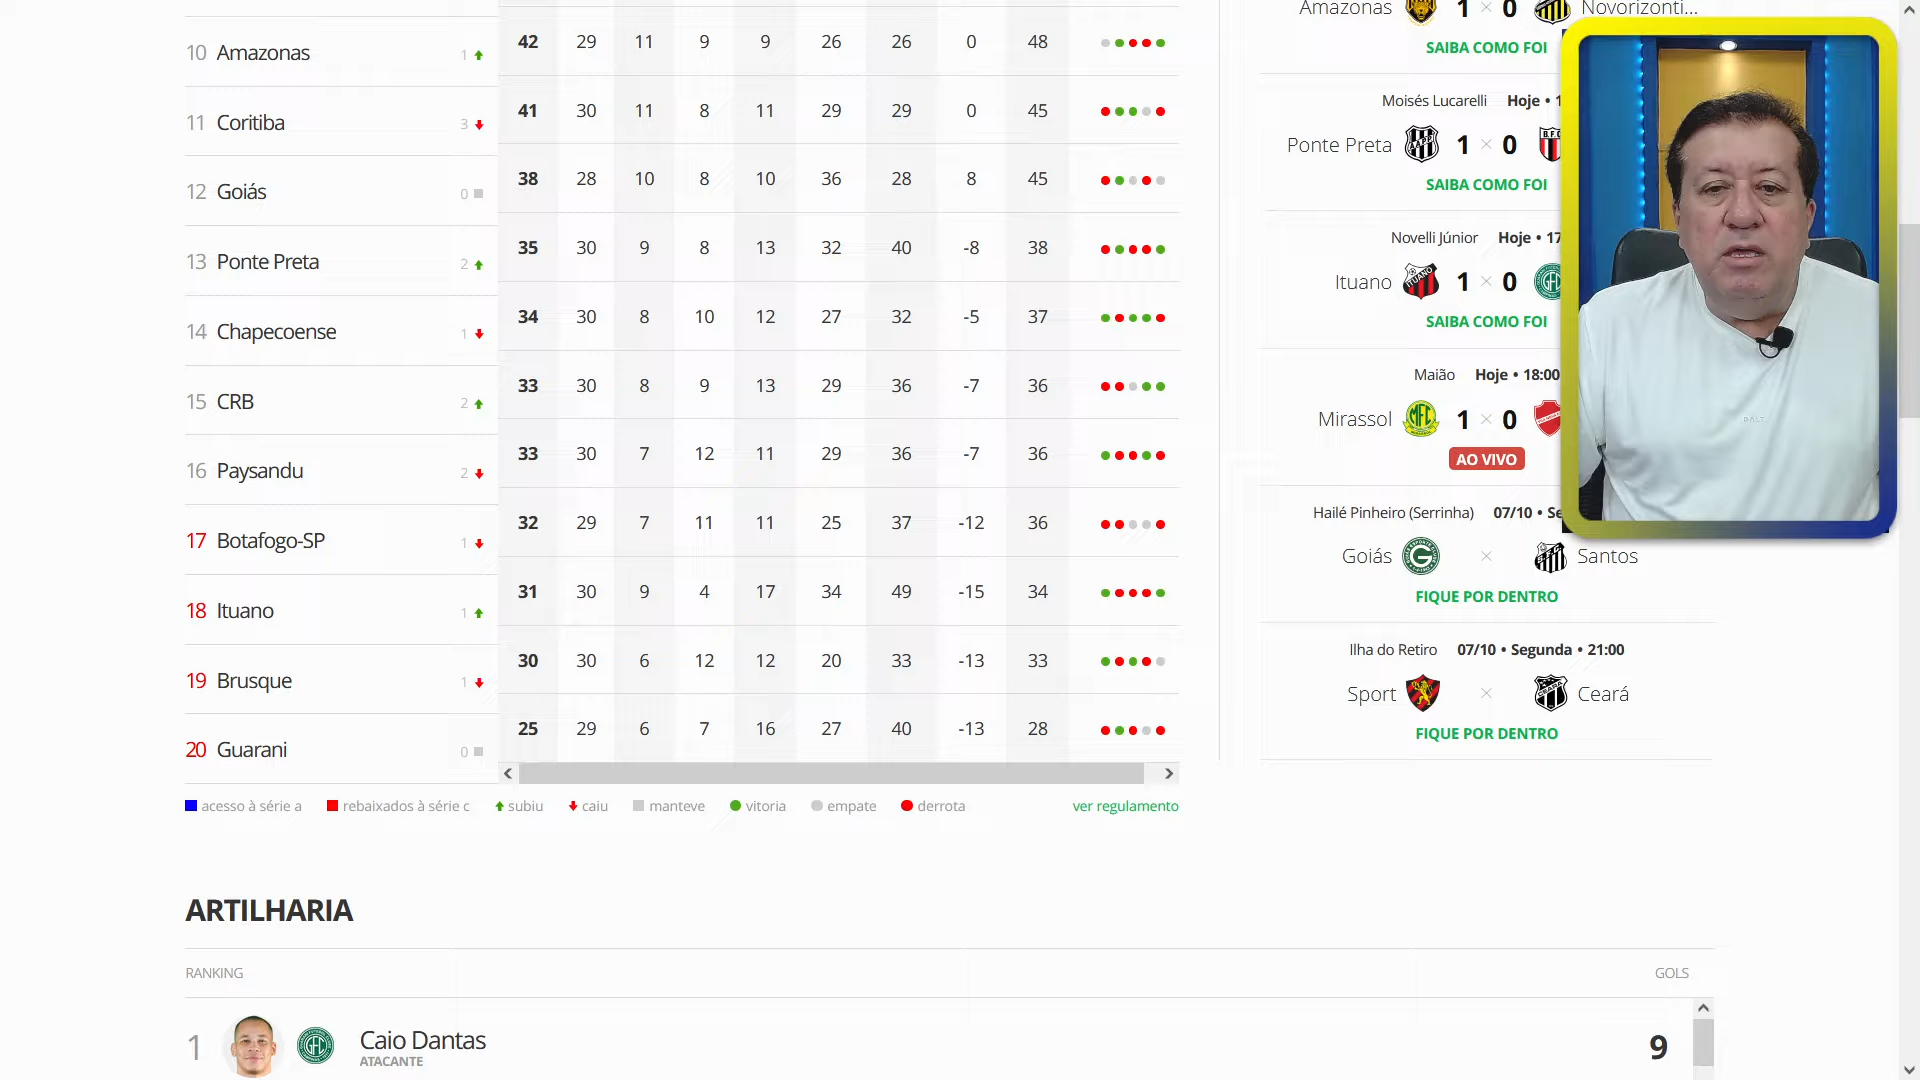 10 Amazonas 1 42 29 11 9 9 26 26 0 48
11 Coritiba 3 41 30 11 8 11 29 29 0 45
12 Goiás 0 38 28 10 8 10 36 28 8 45
13 Ponte Preta 2 35 30 9 8 13 32 40 -8 38
14 Chapecoense 1 34 30 8 10 12 27 32 -5 37
15 CRB 2 33 30 8 9 13 29 36 -7 36
16 Paysandu 2 33 30 7 12 11 29 36 -7 36
17 Botafogo-SP 1 32 29 7 11 11 25 37 -12 36
18 Ituano 1 31 30 9 4 17 34 49 -15 34
19 Brusque 1 30 30 6 12 12 20 33 -13 33
20 Guarani 0 25 29 6 7 16 27 40 -13 28
acesso à série a rebaixados à série c subiu caiu manteve vitoria empate derrota ver regulamento
Amazonas 1 × 0 Novorizonti...
SAIBA COMO FOI
Moisés Lucarelli Hoje • 1
Ponte Preta 1 × 0
SAIBA COMO FOI
Novelli Júnior Hoje • 17
Ituano 1 × 0
SAIBA COMO FOI
Maião Hoje • 18:00
Mirassol 1 × 0
AO VIVO
Hailé Pinheiro (Serrinha) 07/10 • Se
Goiás × Santos
FIQUE POR DENTRO
Ilha do Retiro 07/10 • Segunda • 21:00
Sport × Ceará
FIQUE POR DENTRO
ARTILHARIA
RANKING GOLS
1 Caio Dantas 9
ATACANTE